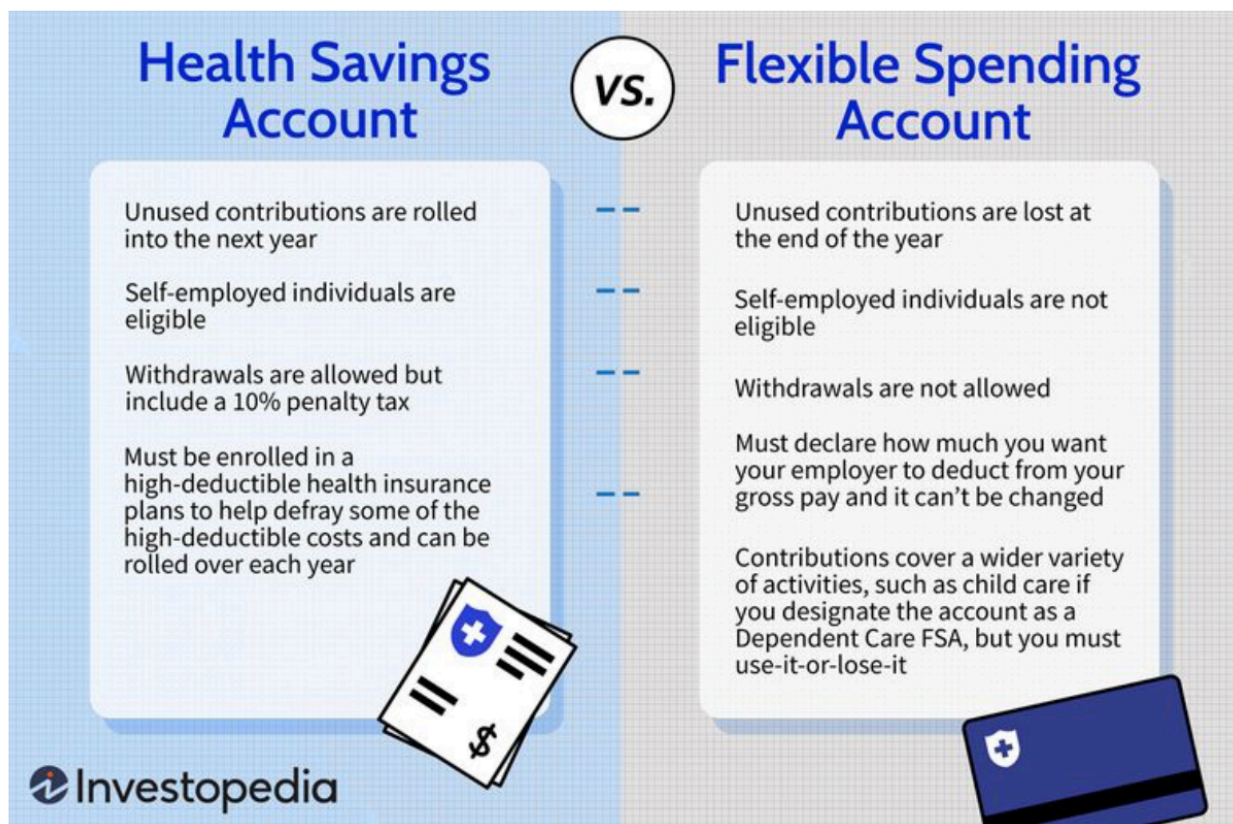 Health Savings
Account
VS.
Flexible Spending
Account
Unused contributions are rolled
into the next year
Self-employed individuals are
eligible
Withdrawals are allowed but
include a 10% penalty tax
Must be enrolled in a
high-deductible health insurance
plans to help defray some of the
high-deductible costs and can be
rolled over each year
$
Unused contributions are lost at
the end of the year
Self-employed individuals are not
eligible
Withdrawals are not allowed
Must declare how much you want
your employer to deduct from your
gross pay and it can’t be changed
Contributions cover a wider variety
of activities, such as child care if
you designate the account as a
Dependent Care FSA, but you must
use-it-or-lose-it
Investopedia